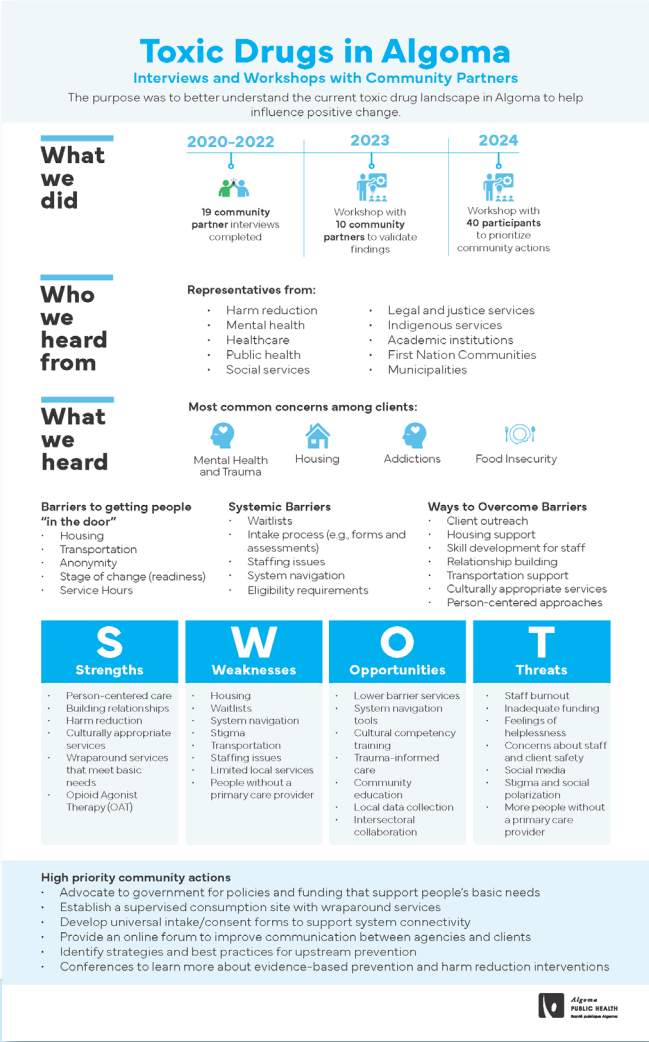 Toxic Drugs in Algoma
Interviews and Workshops with Community Partners
The purpose was to better understand the current toxic drug landscape in Algoma to help
influence positive change.
What
we
did
2020-2022
19 community
partner interviews
completed
2023
Workshop with
10 community
partners to validate
findings
2024
Workshop with
40 participants
to prioritize
community actions
Who
we
heard
from
Representatives from:
• Harm reduction
• Mental health
• Healthcare
• Public health
• Social services
• Legal and justice services
• Indigenous services
• Academic institutions
• First Nation Communities
• Municipalities
What
we
heard
Most common concerns among clients:
Mental Health
and Trauma
Housing
Addictions
Food Insecurity
Barriers to getting people
"in the door"
• Housing
• Transportation
• Anonymity
• Stage of change (readiness)
• Service Hours
Systemic Barriers
• Waitlists
• Intake process (e.g., forms and
assessments)
• Staffing issues
• System navigation
• Eligibility requirements
Ways to Overcome Barriers
• Client outreach
• Housing support
• Skill development for staff
• Relationship building
• Transportation support
• Culturally appropriate services
• Person-centered approaches
S
Strengths
• Person-centered care
• Building relationships
• Harm reduction
• Culturally appropriate
services
• Wraparound services
that meet basic
needs
• Opioid Agonist
Therapy (OAT)
W
Weaknesses
• Housing
• Waitlists
• System navigation
• Stigma
• Transportation
• Staffing issues
• Limited local services
• People without a
primary care provider
O
Opportunities
• Lower barrier services
• System navigation
tools
• Cultural competency
training
• Trauma-informed
care
• Community
education
• Local data collection
• Intersectoral
collaboration
T
Threats
• Staff burnout
• Inadequate funding
• Feelings of
helplessness
• Concerns about staff
and client safety
• Social media
• Stigma and social
polarization
• More people without
a primary care
provider
High priority community actions
• Advocate to government for policies and funding that support people's basic needs
• Establish a supervised consumption site with wraparound services
• Develop universal intake/consent forms to support system connectivity
• Provide an online forum to improve communication between agencies and clients
• Identify strategies and best practices for upstream prevention
• Conferences to learn more about evidence-based prevention and harm reduction interventions
Algoma
PUBLIC HEALTH
Santé publique Algoma